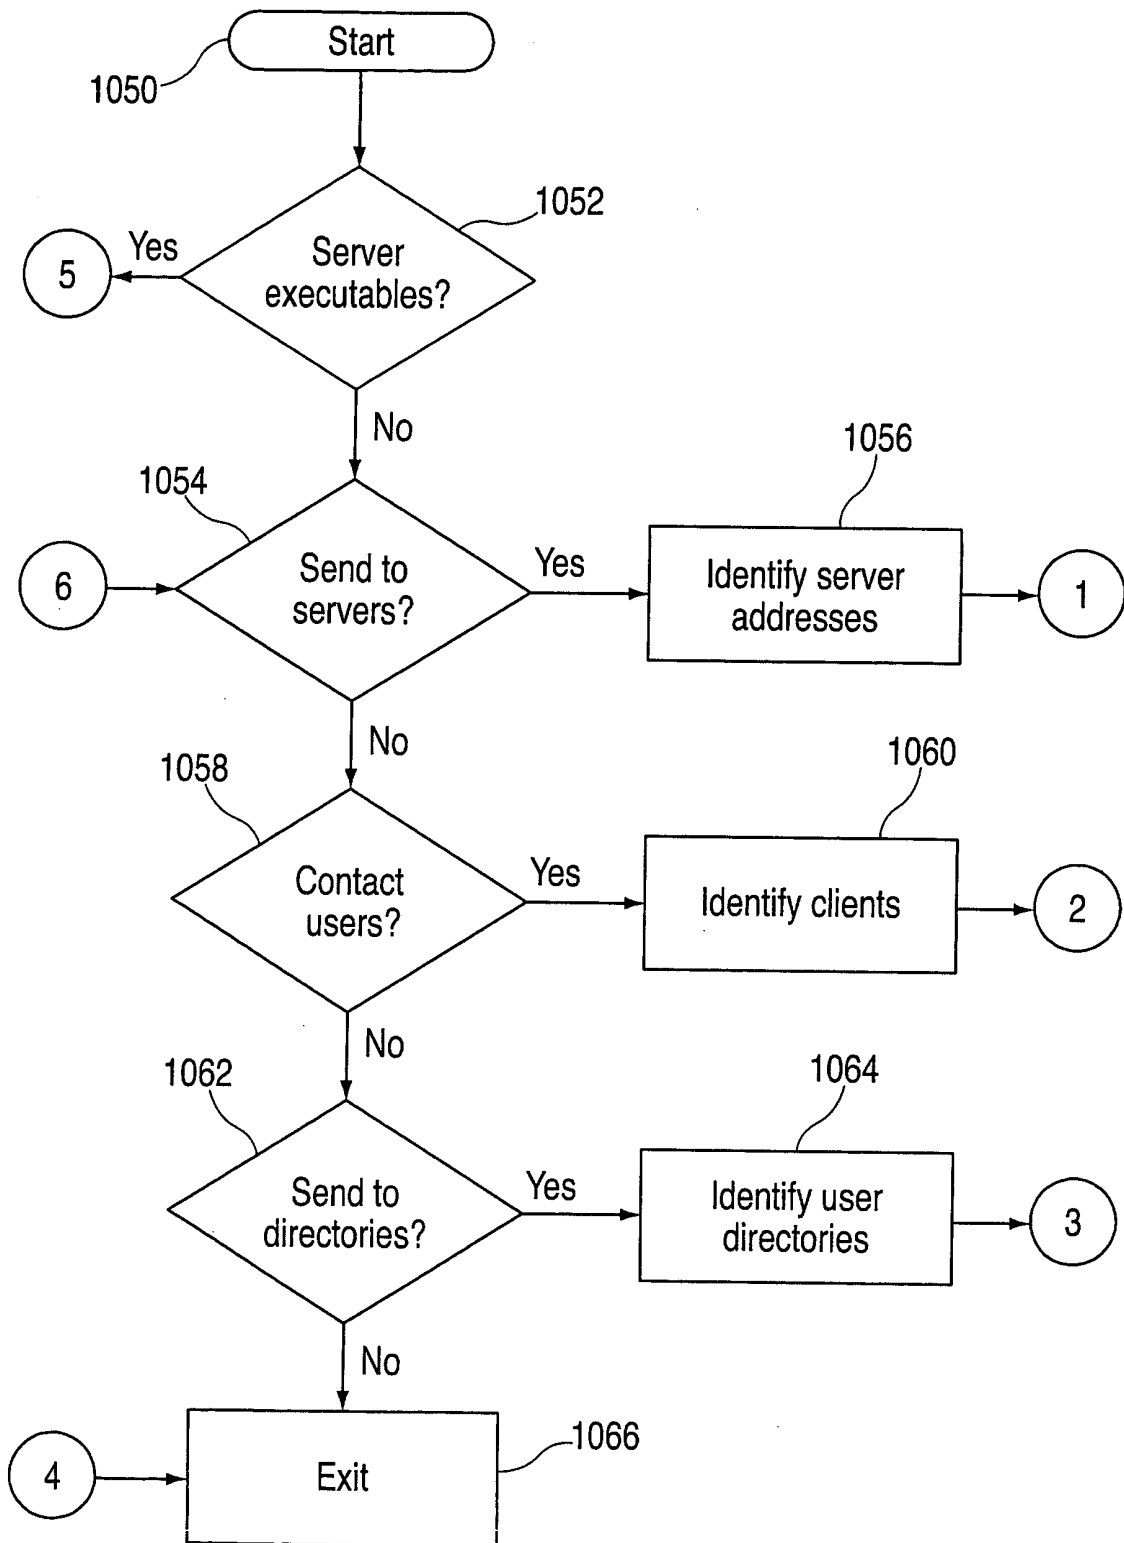 Start
1050
1052
Yes
5
Server
executables?
No
1056
1054
6
Send to
servers?
Yes
Identify server
addresses
1
No
1060
1058
Contact
users?
Yes
Identify clients
2
No
1064
1062
Send to
directories?
Yes
Identify user
directories
3
No
1066
4
Exit